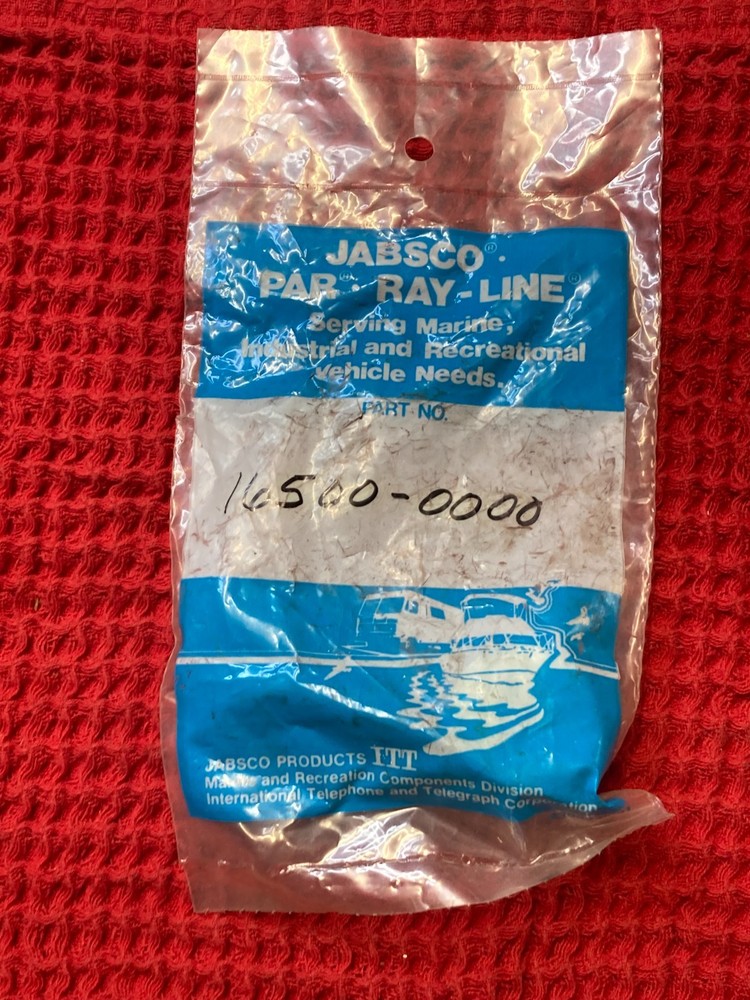 JABSCO® ·
PAR® · RAY-LINE®
Serving Marine,
Industrial and Recreational
Vehicle Needs.
PART NO.
16500-0000
JABSCO PRODUCTS ITT
Marine and Recreation Components Division
International Telephone and Telegraph Corporation